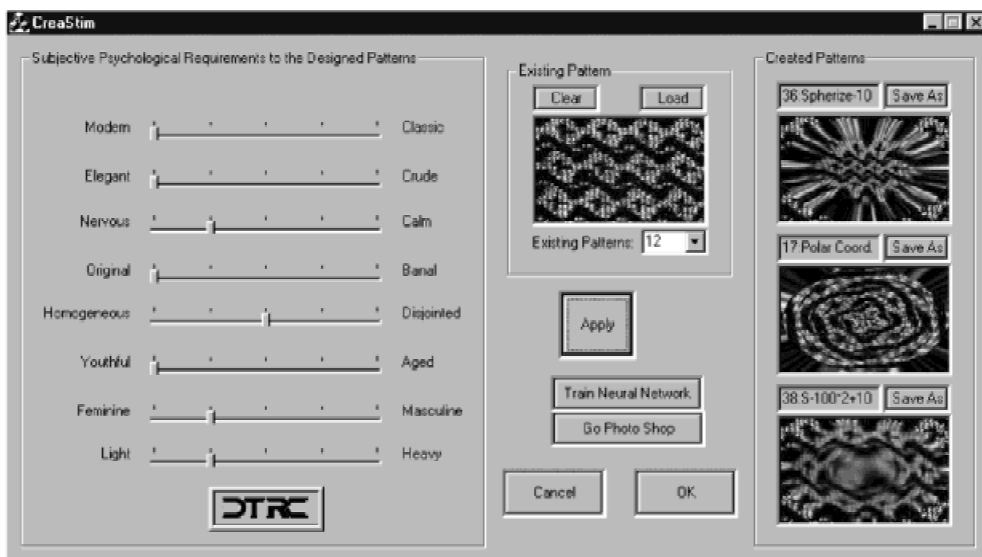 CreaStim
Subjective Psychological Requirements to the Designed Patterns
Modern Classic
Elegant Crude
Nervous Calm
Original Banal
Homogeneous Disjointed
Youthful Aged
Feminine Masculine
Light Heavy
DTRC
Existing Pattern
Clear Load
Existing Patterns: 12
Apply
Train Neural Network
Go Photo Shop
Cancel OK
Created Patterns
36.Spherize-10 Save As
17.Polar Coord. Save As
38.S-100^2+10 Save As